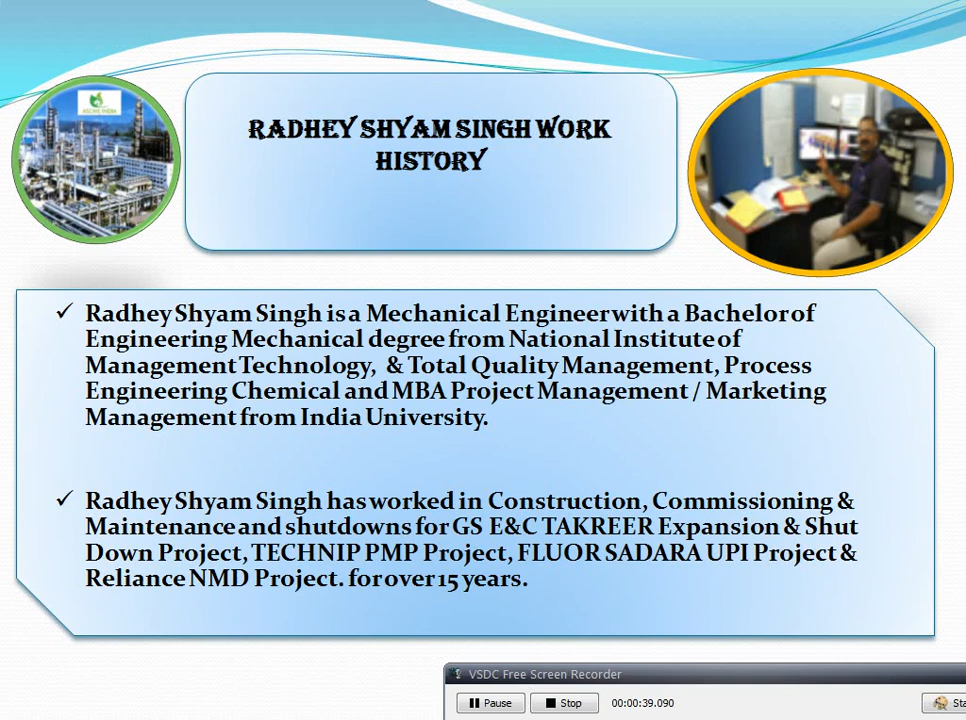 ASCWE INDIA
RADHEY SHYAM SINGH WORK
HISTORY
✓ Radhey Shyam Singh is a Mechanical Engineer with a Bachelor of
Engineering Mechanical degree from National Institute of
Management Technology, & Total Quality Management, Process
Engineering Chemical and MBA Project Management / Marketing
Management from India University.
✓ Radhey Shyam Singh has worked in Construction, Commissioning &
Maintenance and shutdowns for GS E&C TAKREER Expansion & Shut
Down Project, TECHNIP PMP Project, FLUOR SADARA UPI Project &
Reliance NMD Project. for over 15 years.
VSDC Free Screen Recorder
Pause Stop 00:00:39.090 Sta